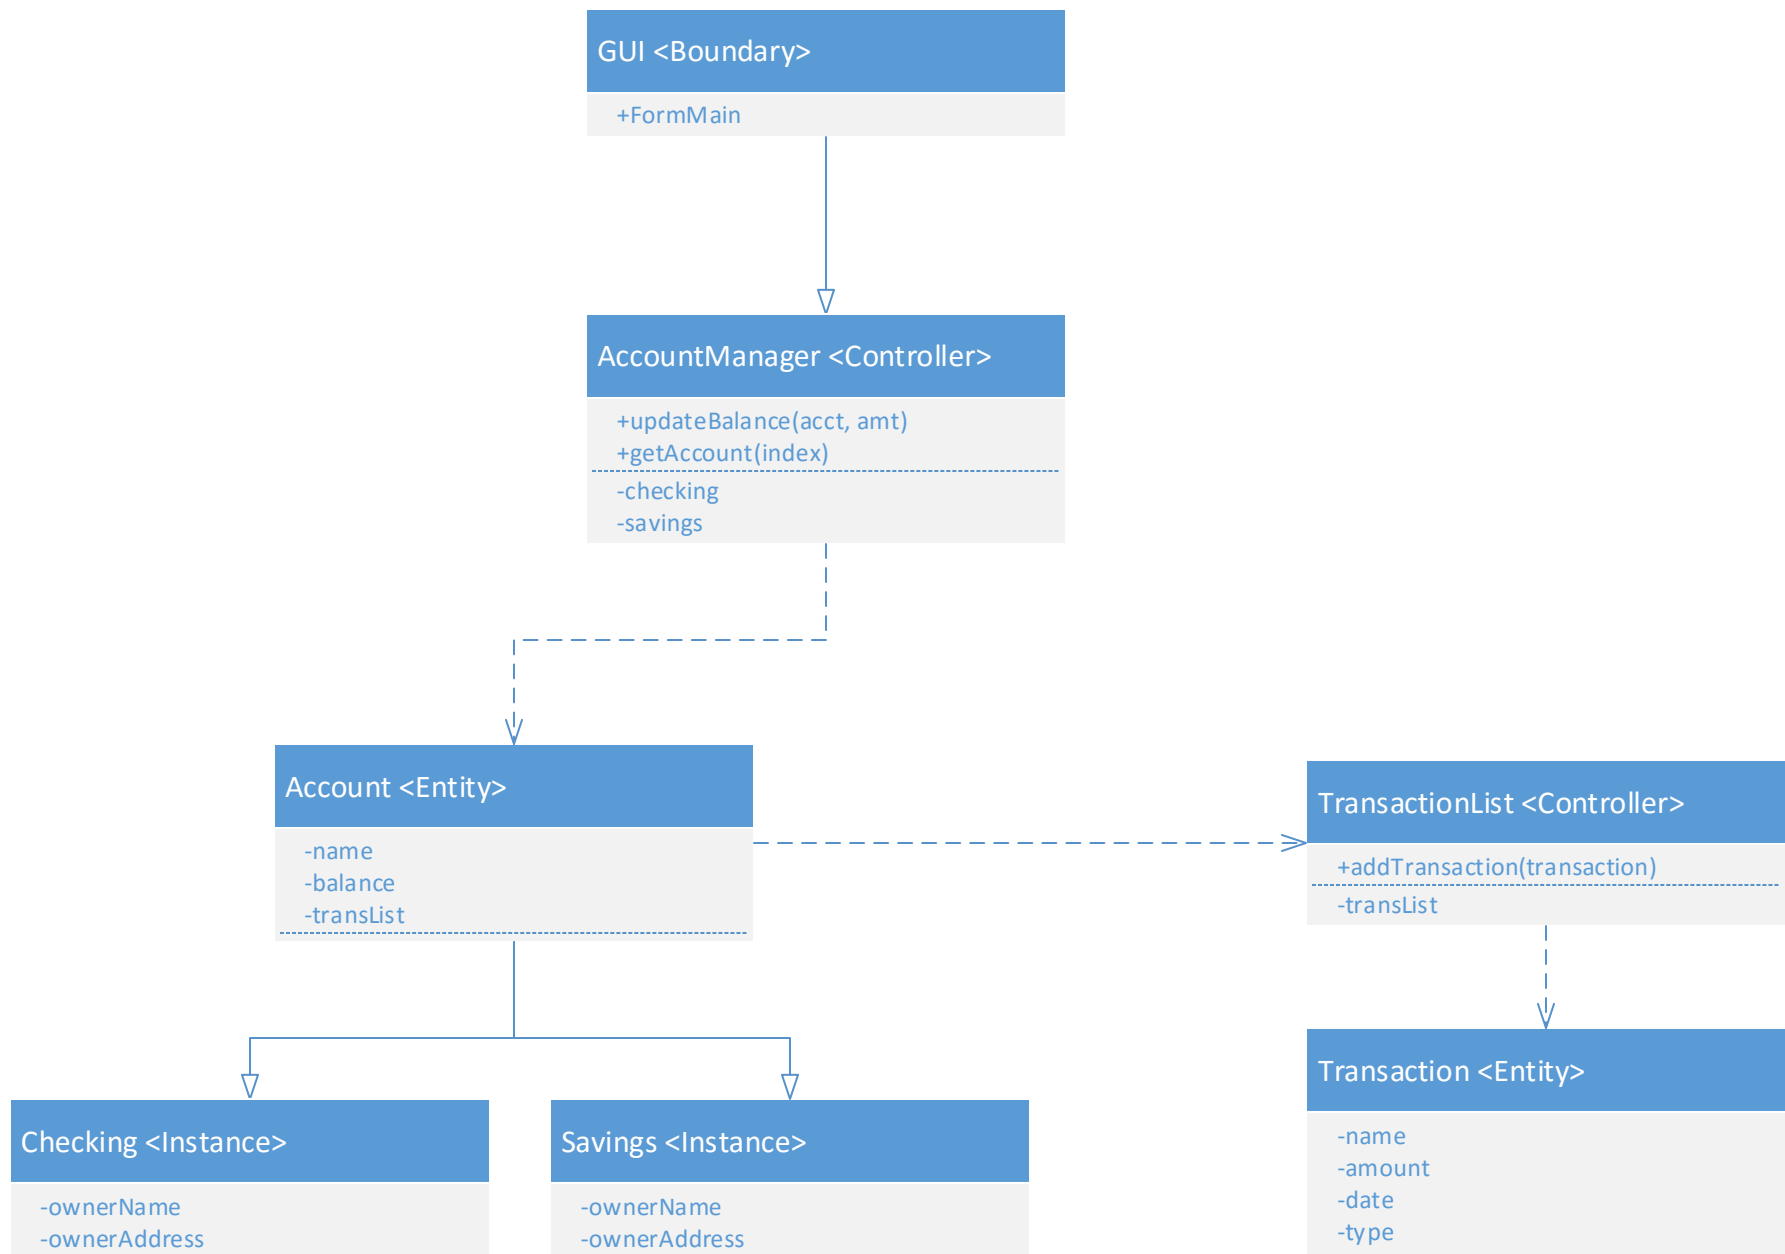 GUI <Boundary>
+FormMain
AccountManager <Controller>
+updateBalance(acct, amt)
+getAccount(index)
-checking
-savings
Account <Entity>
-name
-balance
-transList
TransactionList <Controller>
+addTransaction(transaction)
-transList
Checking <Instance>
-ownerName
-ownerAddress
Savings <Instance>
-ownerName
-ownerAddress
Transaction <Entity>
-name
-amount
-date
-type